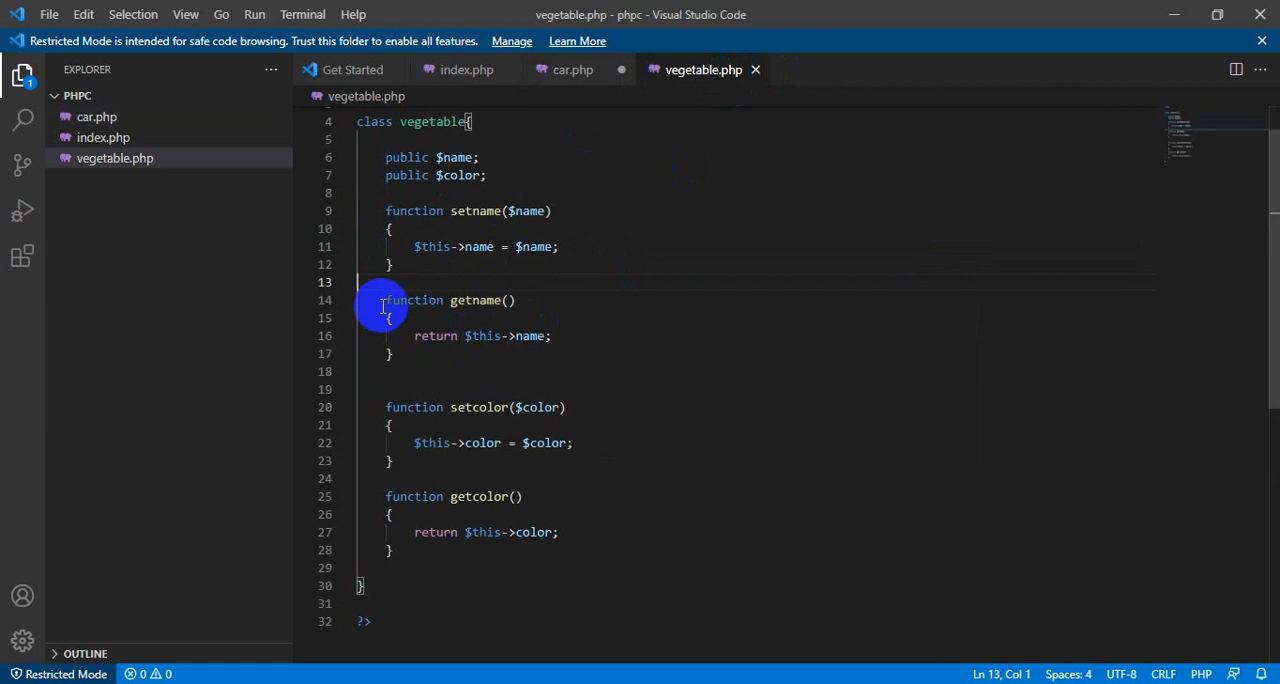 File Edit Selection View Go Run Terminal Help vegetable.php - phpc - Visual Studio Code
Restricted Mode is intended for safe code browsing. Trust this folder to enable all features. Manage Learn More
EXPLORER
PHPC
car.php
index.php
vegetable.php
OUTLINE
Get Started index.php car.php vegetable.php
vegetable.php
4 class vegetable{
5
6 public $name;
7 public $color;
8
9 function setname($name)
10 {
11 $this->name = $name;
12 }
13
14 function getname()
15 {
16 return $this->name;
17 }
18
19
20 function setcolor($color)
21 {
22 $this->color = $color;
23 }
24
25 function getcolor()
26 {
27 return $this->color;
28 }
29
30 }
31
32 ?>
1
Restricted Mode 0 0 Ln 13, Col 1 Spaces: 4 UTF-8 CRLF PHP